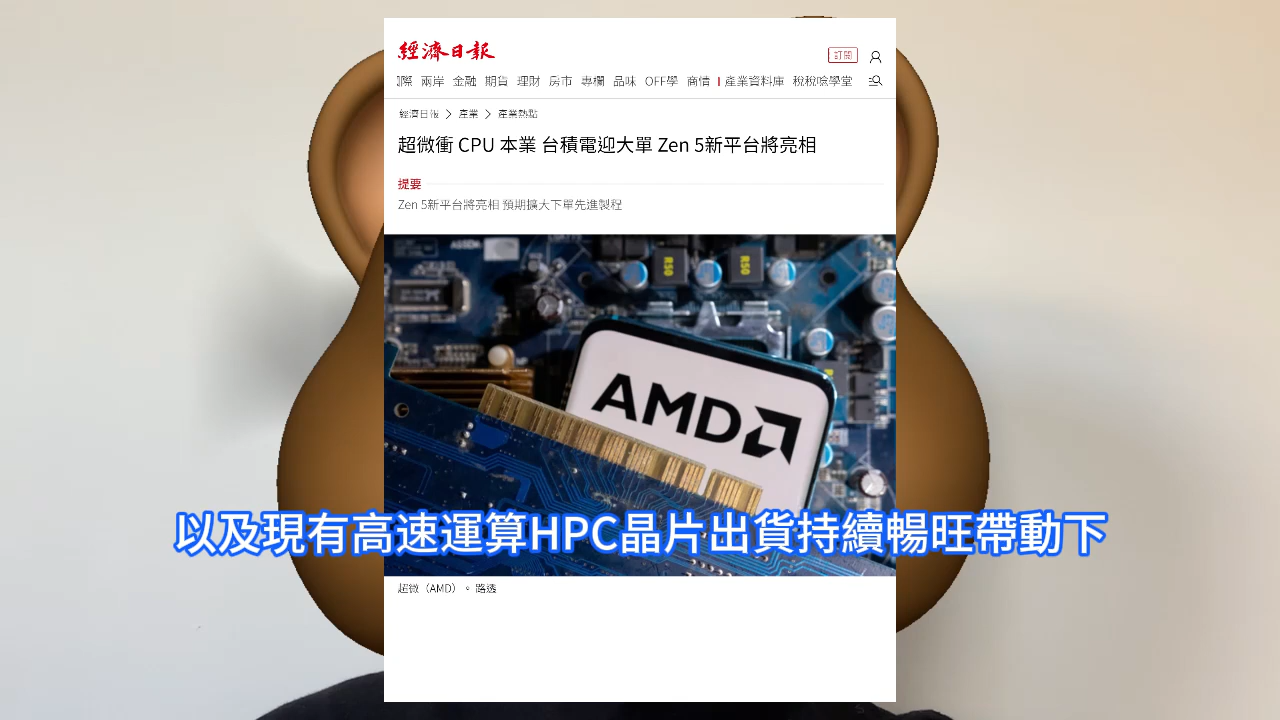 經濟日報
訂閱
際 兩岸 金融 期貨 理財 房市 專欄 品味 OFF學 商情 產業資料庫 稅稅唸學堂
經濟日報 > 產業 > 產業熱點
超微衝 CPU 本業 台積電迎大單 Zen 5新平台將亮相
提要
Zen 5新平台將亮相 預期擴大下單先進製程
R50
R50
AMD
以及現有高速運算HPC晶片出貨持續暢旺帶動下
超微（AMD）。 路透